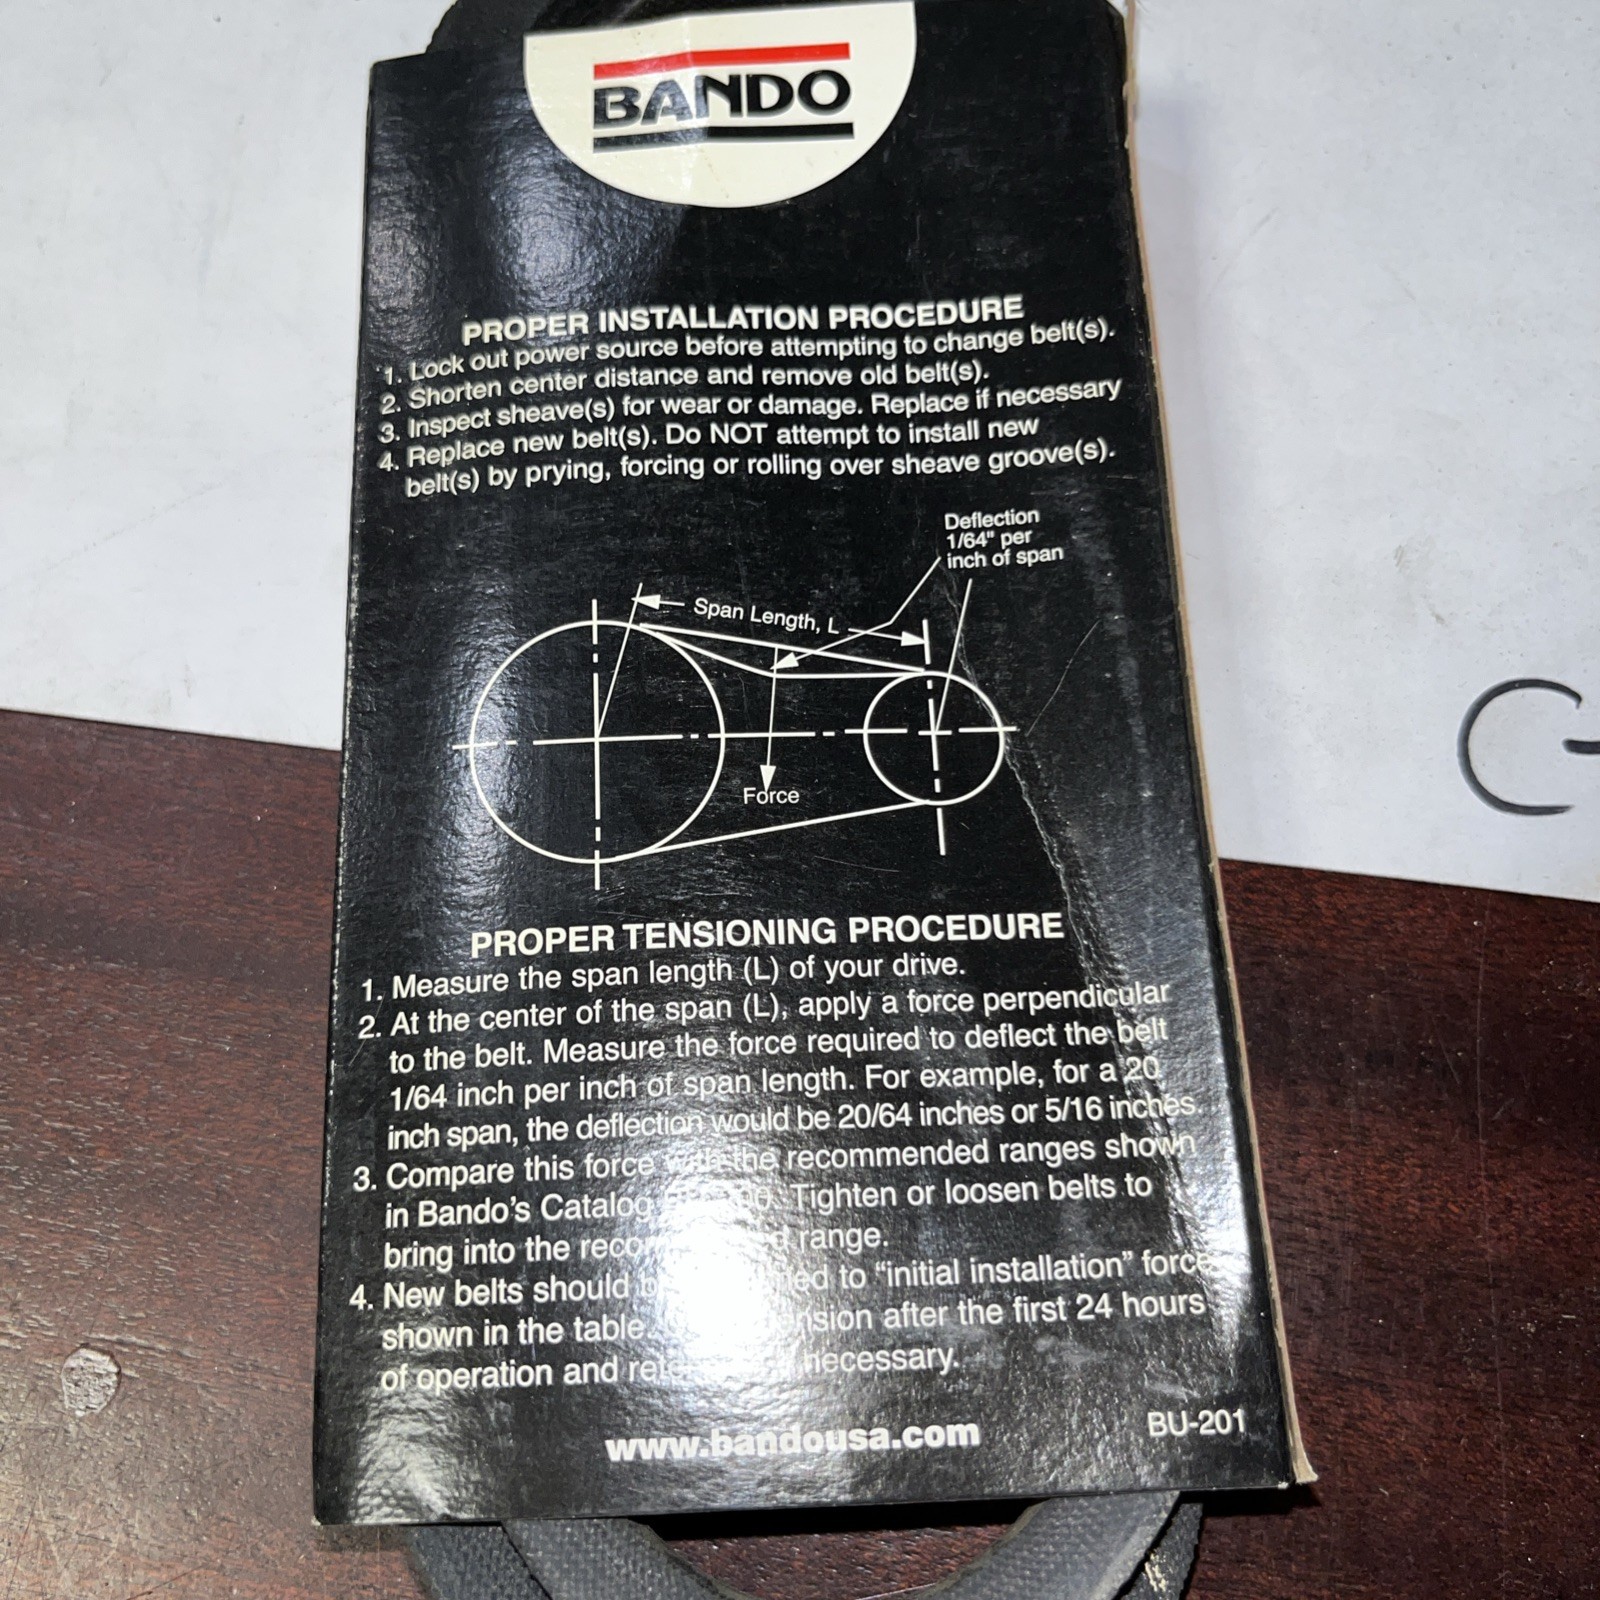 BANDO
PROPER INSTALLATION PROCEDURE
1. Lock out power source before attempting to change belt(s).
2. Shorten center distance and remove old belt(s).
3. Inspect sheave(s) for wear or damage. Replace if necessary
4. Replace new belt(s). Do NOT attempt to install new
belt(s) by prying, forcing or rolling over sheave groove(s).
Deflection
1/64" per
inch of span
Span Length, L
Force
G
PROPER TENSIONING PROCEDURE
1. Measure the span length (L) of your drive.
2. At the center of the span (L), apply a force perpendicular
to the belt. Measure the force required to deflect the belt
1/64 inch per inch of span length. For example, for a 20
inch span, the deflection would be 20/64 inches or 5/16 inches.
3. Compare this force with the recommended ranges shown
in Bando's Catalog Tighten or loosen belts to
bring into the range.
4. New belts should to "initial installation" force
shown in the table. after the first 24 hours
of operation and necessary.
www.bandousa.com
BU-201